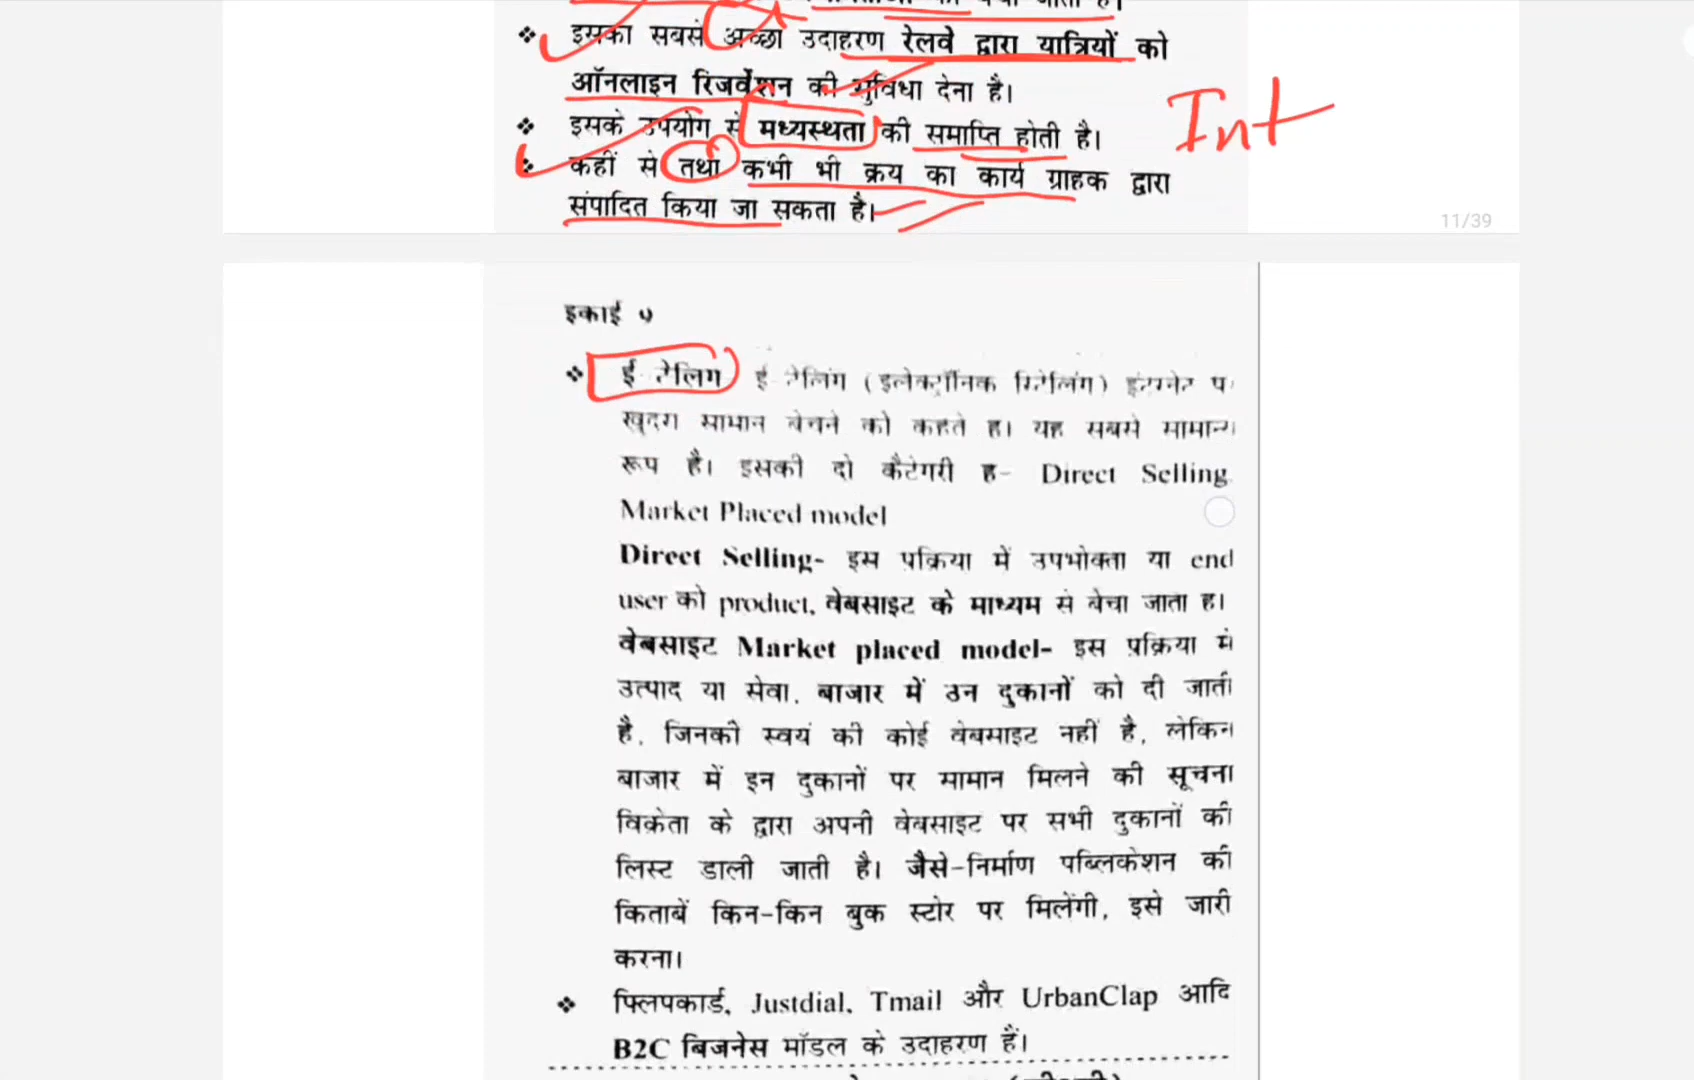 ❖ इसका सबसे अच्छा उदाहरण रेलवे द्वारा यात्रियों को
ऑनलाइन रिजर्वेशन की सुविधा देना है।
❖ इसके उपयोग से मध्यस्थता की समाप्ति होती है।
Int
❖ कहीं से तथा कभी भी क्रय का कार्य ग्राहक द्वारा
संपादित किया जा सकता है।
11/39
इकाई
❖ ई टेलिंग ई टेलिंग (इलेक्ट्रॉनिक रिटेलिंग) इंटरनेट प
खुदरा सामान बेचने को कहते ह। यह सबसे सामान्य
रूप है। इसकी दो कैटेगरी ह- Direct Selling
Market Placed model
Direct Selling- इस प्रक्रिया में उपभोक्ता या end
user को product, वेबसाइट के माध्यम से बेचा जाता ह।
वेबसाइट Market placed model- इस प्रक्रिया में
उत्पाद या सेवा, बाजार में उन दुकानों को दी जाती
है, जिनकी स्वयं की कोई वेबसाइट नहीं है, लेकिन
बाजार में इन दुकानों पर सामान मिलने की सूचना
विक्रेता के द्वारा अपनी वेबसाइट पर सभी दुकानों की
लिस्ट डाली जाती है। जैसे-निर्माण पब्लिकेशन की
किताबें किन-किन बुक स्टोर पर मिलेंगी, इसे जारी
करना।
❖ फ्लिपकार्ड, Justdial, Tmail और UrbanClap आदि
B2C बिजनेस मॉडल के उदाहरण हैं।